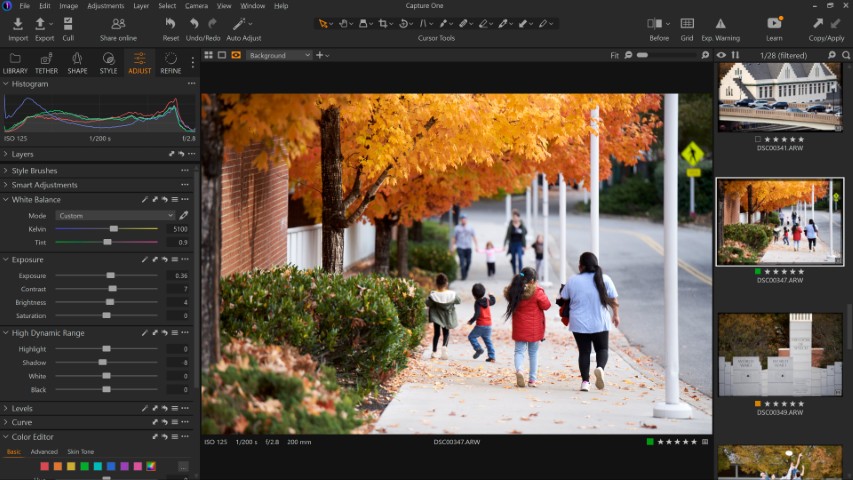 Capture One
File Edit Image Adjustments Layer Select Camera View Window Help
Import Export Cull Share online Reset Undo/Redo Auto Adjust Cursor Tools Before Grid Exp. Warning Learn Copy/Apply
LIBRARY TETHER SHAPE STYLE ADJUST REFINE
Background
Fit
1/28 (filtered)
Histogram
ISO 125 1/200 s f/2.8
Layers
Style Brushes
Smart Adjustments
White Balance
Mode Custom
Kelvin 5100
Tint 0.9
Exposure
Exposure 0.36
Contrast 7
Brightness 4
Saturation 0
High Dynamic Range
Highlight 0
Shadow -8
White 0
Black 0
Levels
Curve
Color Editor
Basic Advanced Skin Tone
ISO 125 1/200 s f/2.8 200 mm DSC00347.ARW
DSC00341.ARW
DSC00347.ARW
DSC00349.ARW